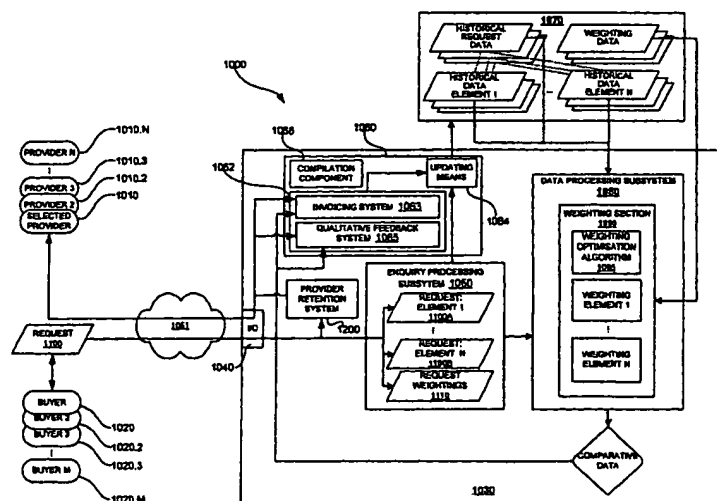 1070
HISTORICAL
REQUEST
DATA
WEIGHTING
DATA
HISTORICAL
DATA
ELEMENT 1
HISTORICAL
DATA
ELEMENT N
1000
1060
1062
COMPILATION
COMPONENT
UPDATING
MEANS
1064
INVOICING SYSTEM 1063
QUALITATIVE FEEDBACK
SYSTEM 1065
PROVIDER N
1010.N
PROVIDER 3
1010.3
PROVIDER 2
1010.2
SELECTED
PROVIDER
1010
DATA PROCESSING
SUBSYSTEM
WEIGHTING SECTION
WEIGHTING
OPTIMISATION
ALGORITHM
WEIGHTING
ELEMENT 1
WEIGHTING
ELEMENT N
ENQUIRY PROCESSING
SUBSYTEM 1050
REQUEST:
ELEMENT 1
1100A
REQUEST:
ELEMENT N
REQUEST
WEIGHTINGS
1110
PROVIDER
RETENTION
SYSTEM
1200
I/O
1040
1051
REQUEST
1100
BUYER
1020
BUYER 2
1020.2
BUYER 3
1020.3
BUYER M
1020.M
COMPARATIVE
DATA
1030